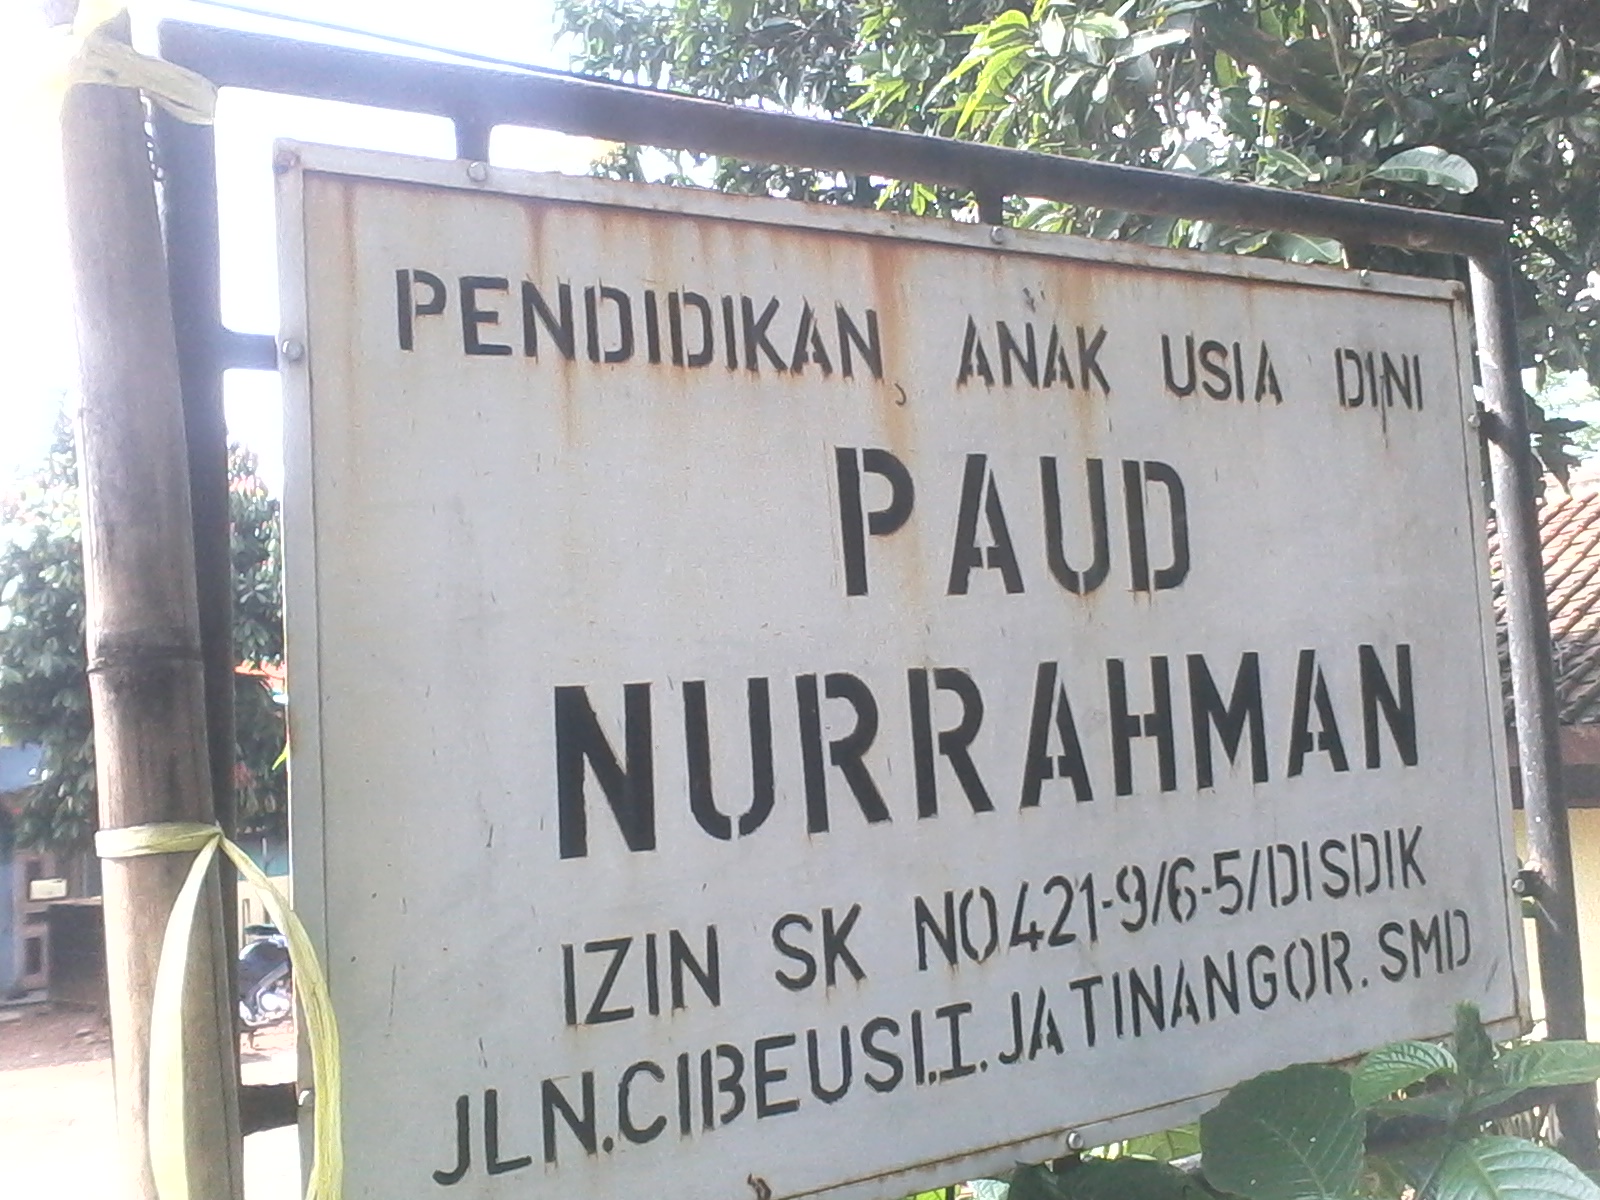 PENDIDIKAN ANAK USIA DINI
PAUD
NURRAHMAN
IZIN SK NO421-9/6-5/DISDIK
JLN.CIBEUSI.I.JATINANGOR.SMD